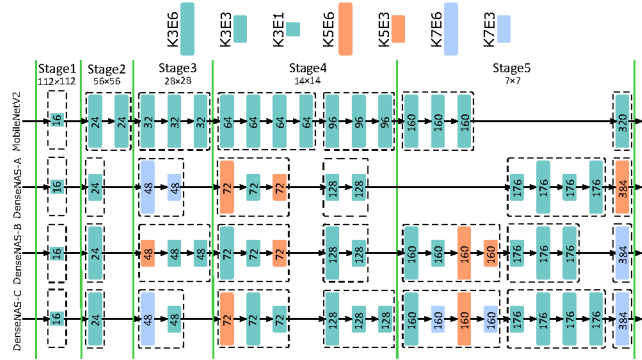 K3E6 K3E3 K3E1 K5E6 K5E3 K7E6 K7E3
Stage1 Stage2 Stage3 Stage4 Stage5
112×112 56×56 28×28 14×14 7×7
MobileNetV2 16 24 24 32 32 32 64 64 64 64 96 96 96 160 160 160 320
DenseNAS-A 16 24 48 48 72 72 72 128 128 176 176 176 176 384
DenseNAS-B 16 24 48 48 48 72 72 72 128 128 160 160 160 160 176 176 176 384
DenseNAS-C 16 24 48 48 72 72 72 128 128 128 160 160 160 160 176 176 176 176 384